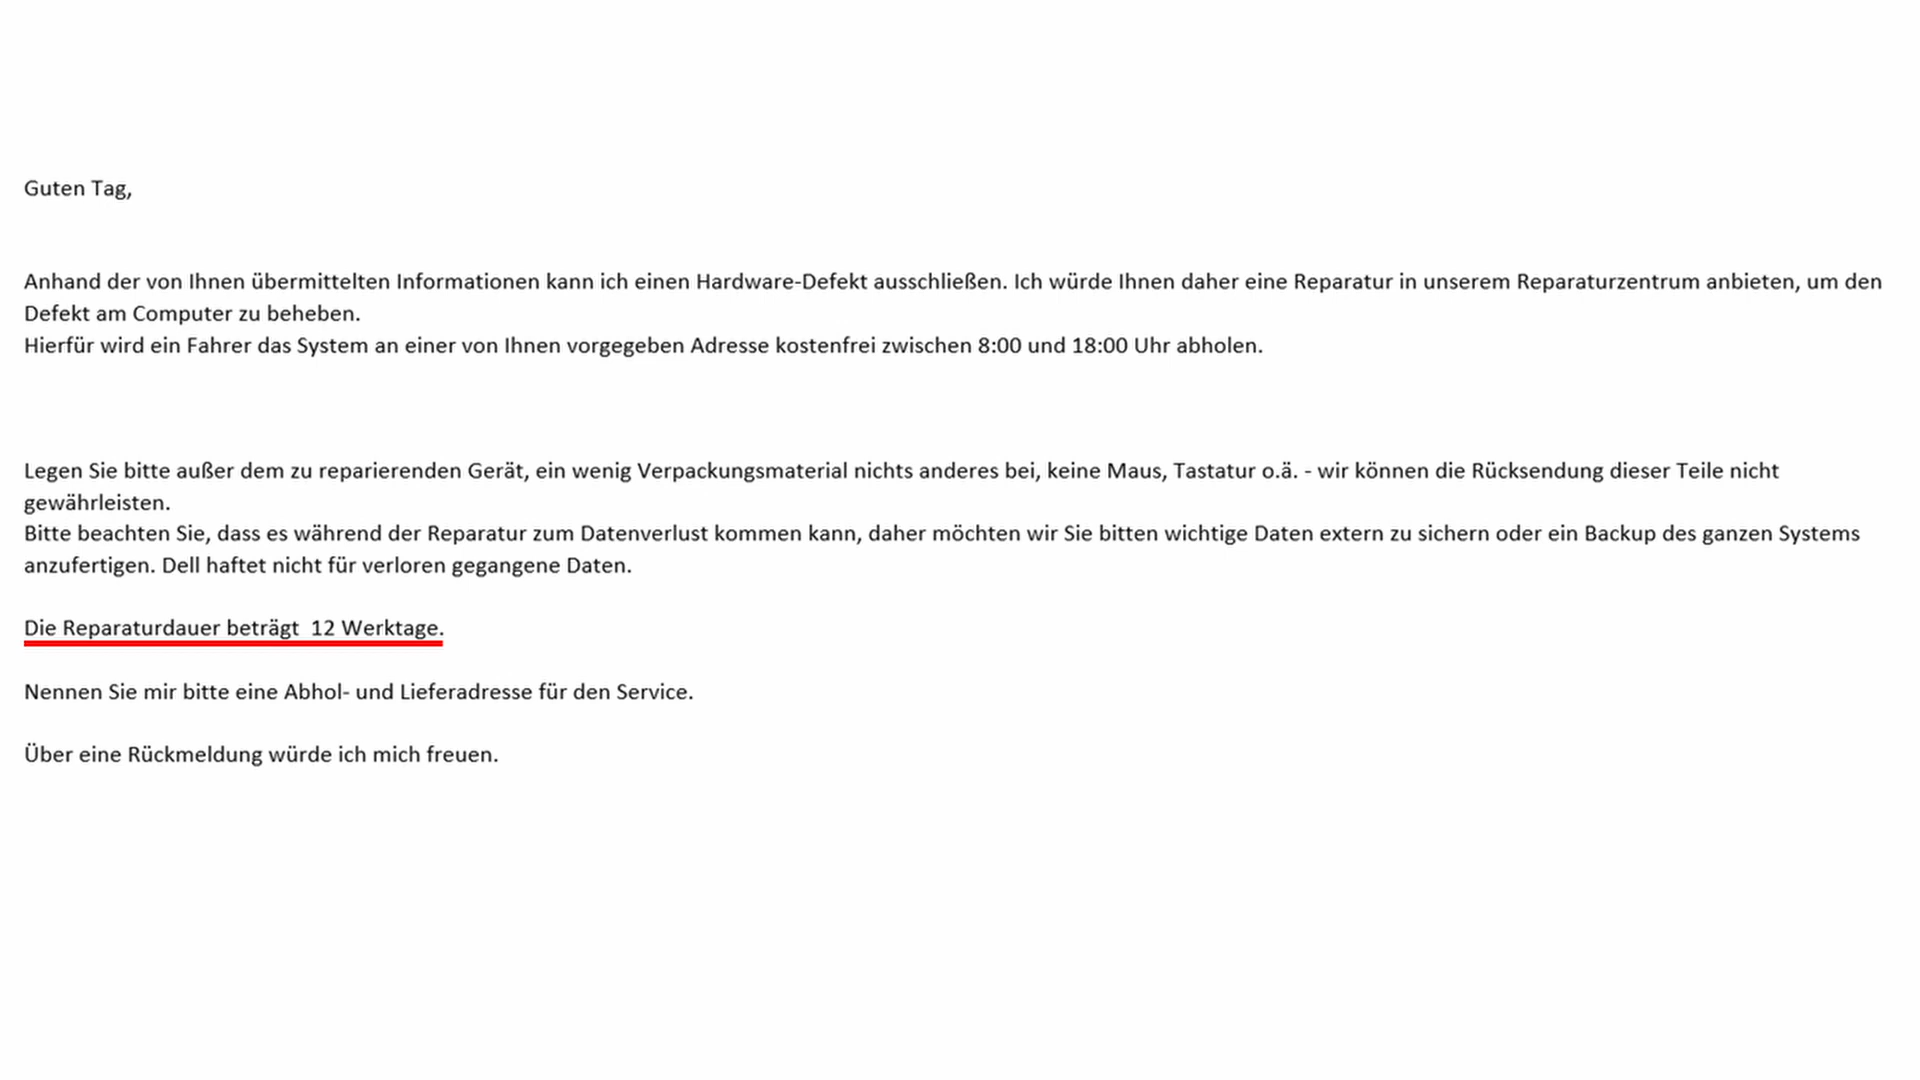 Guten Tag,
Anhand der von Ihnen übermittelten Informationen kann ich einen Hardware-Defekt ausschließen. Ich würde Ihnen daher eine Reparatur in unserem Reparaturzentrum anbieten, um den
Defekt am Computer zu beheben.
Hierfür wird ein Fahrer das System an einer von Ihnen vorgegeben Adresse kostenfrei zwischen 8:00 und 18:00 Uhr abholen.
Legen Sie bitte außer dem zu reparierenden Gerät, ein wenig Verpackungsmaterial nichts anderes bei, keine Maus, Tastatur o.ä. - wir können die Rücksendung dieser Teile nicht
gewährleisten.
Bitte beachten Sie, dass es während der Reparatur zum Datenverlust kommen kann, daher möchten wir Sie bitten wichtige Daten extern zu sichern oder ein Backup des ganzen Systems
anzufertigen. Dell haftet nicht für verloren gegangene Daten.
Die Reparaturdauer beträgt  12 Werktage.
Nennen Sie mir bitte eine Abhol- und Lieferadresse für den Service.
Über eine Rückmeldung würde ich mich freuen.